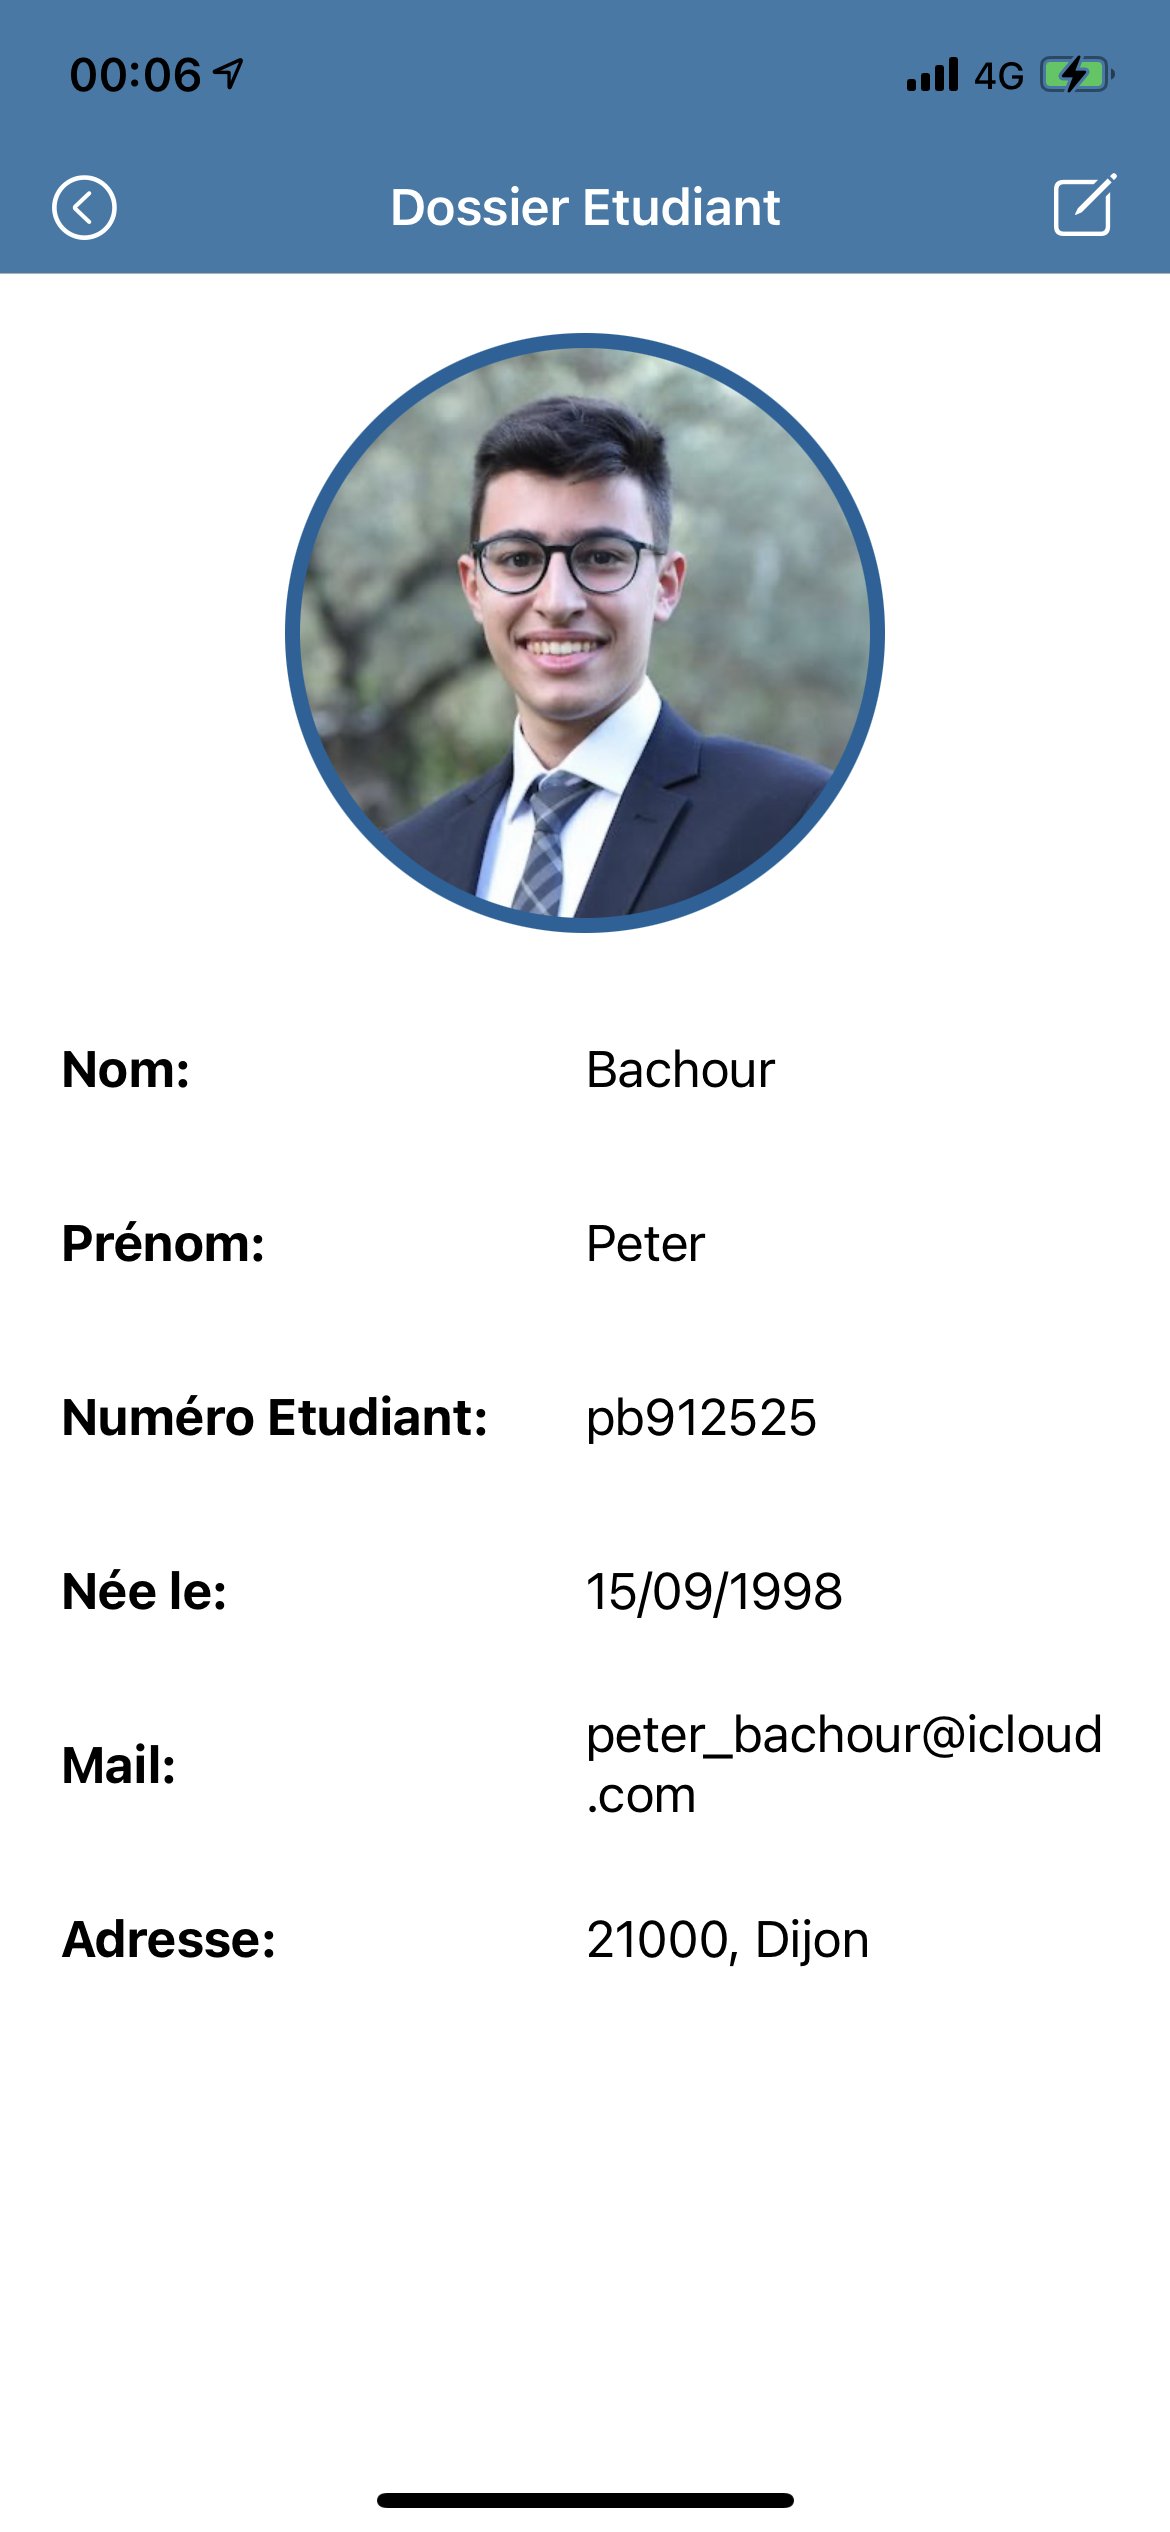 00:06
4G
Dossier Etudiant
Nom: Bachour
Prénom: Peter
Numéro Etudiant: pb912525
Née le: 15/09/1998
Mail: peter_bachour@icloud
.com
Adresse: 21000, Dijon